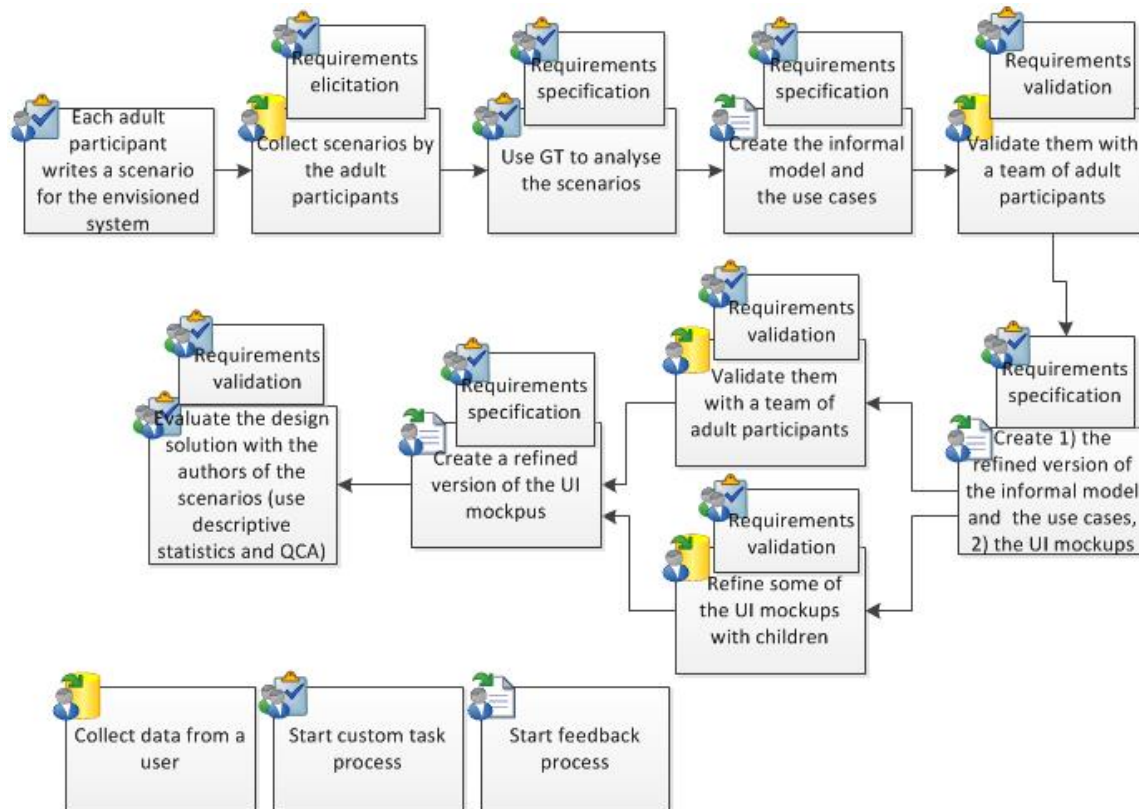 Each adult
participant
writes a scenario
for the envisioned
system
Requirements
elicitation
Collect scenarios by
the adult
participants
Requirements
specification
Use GT to analyse
the scenarios
Requirements
specification
Create the informal
model and
the use cases
Requirements
validation
Validate them with
a team of adult
participants
Requirements
specification
Create 1) the
refined version of
the informal model
and the use cases,
2) the UI mockups
Requirements
validation
Validate them
with a team of
adult participants
Requirements
validation
Refine some of
the UI mockups
with children
Requirements
specification
Create a refined
version of the UI
mockpus
Requirements
validation
Evaluate the design
solution with the
authors of the
scenarios (use
descriptive
statistics and QCA)
Collect data from a
user
Start custom task
process
Start feedback
process